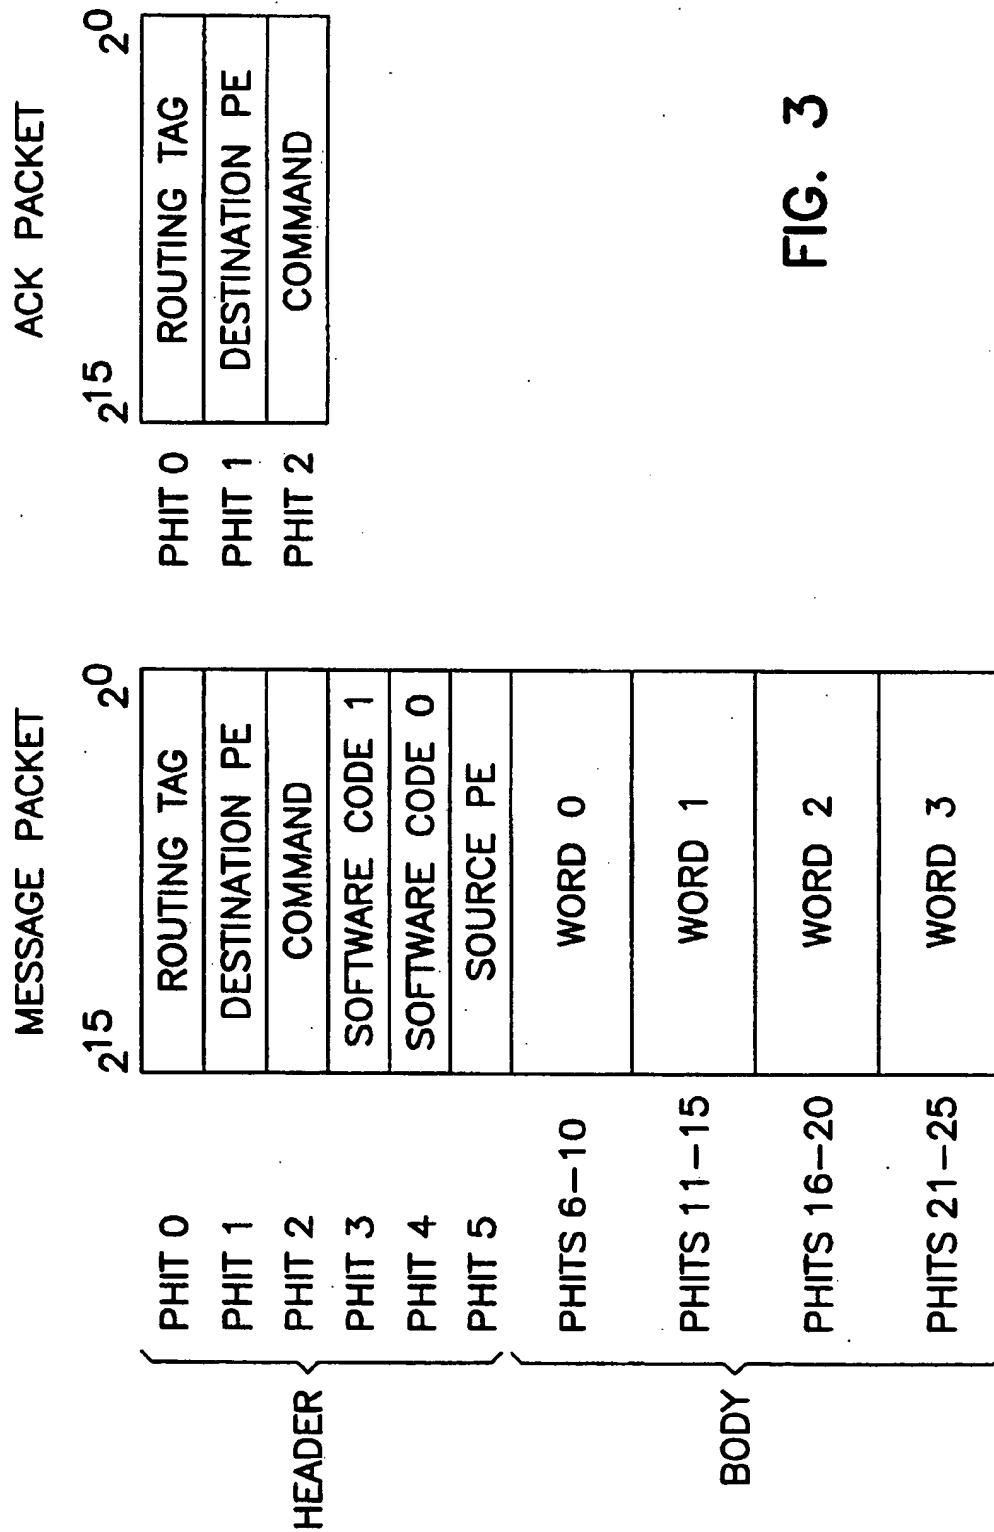 MESSAGE PACKET
2^15 2^0
HEADER
PHIT 0 ROUTING TAG
PHIT 1 DESTINATION PE
PHIT 2 COMMAND
PHIT 3 SOFTWARE CODE 1
PHIT 4 SOFTWARE CODE 0
PHIT 5 SOURCE PE
BODY
PHITS 6-10 WORD 0
PHITS 11-15 WORD 1
PHITS 16-20 WORD 2
PHITS 21-25 WORD 3
ACK PACKET
2^15 2^0
PHIT 0 ROUTING TAG
PHIT 1 DESTINATION PE
PHIT 2 COMMAND
FIG. 3